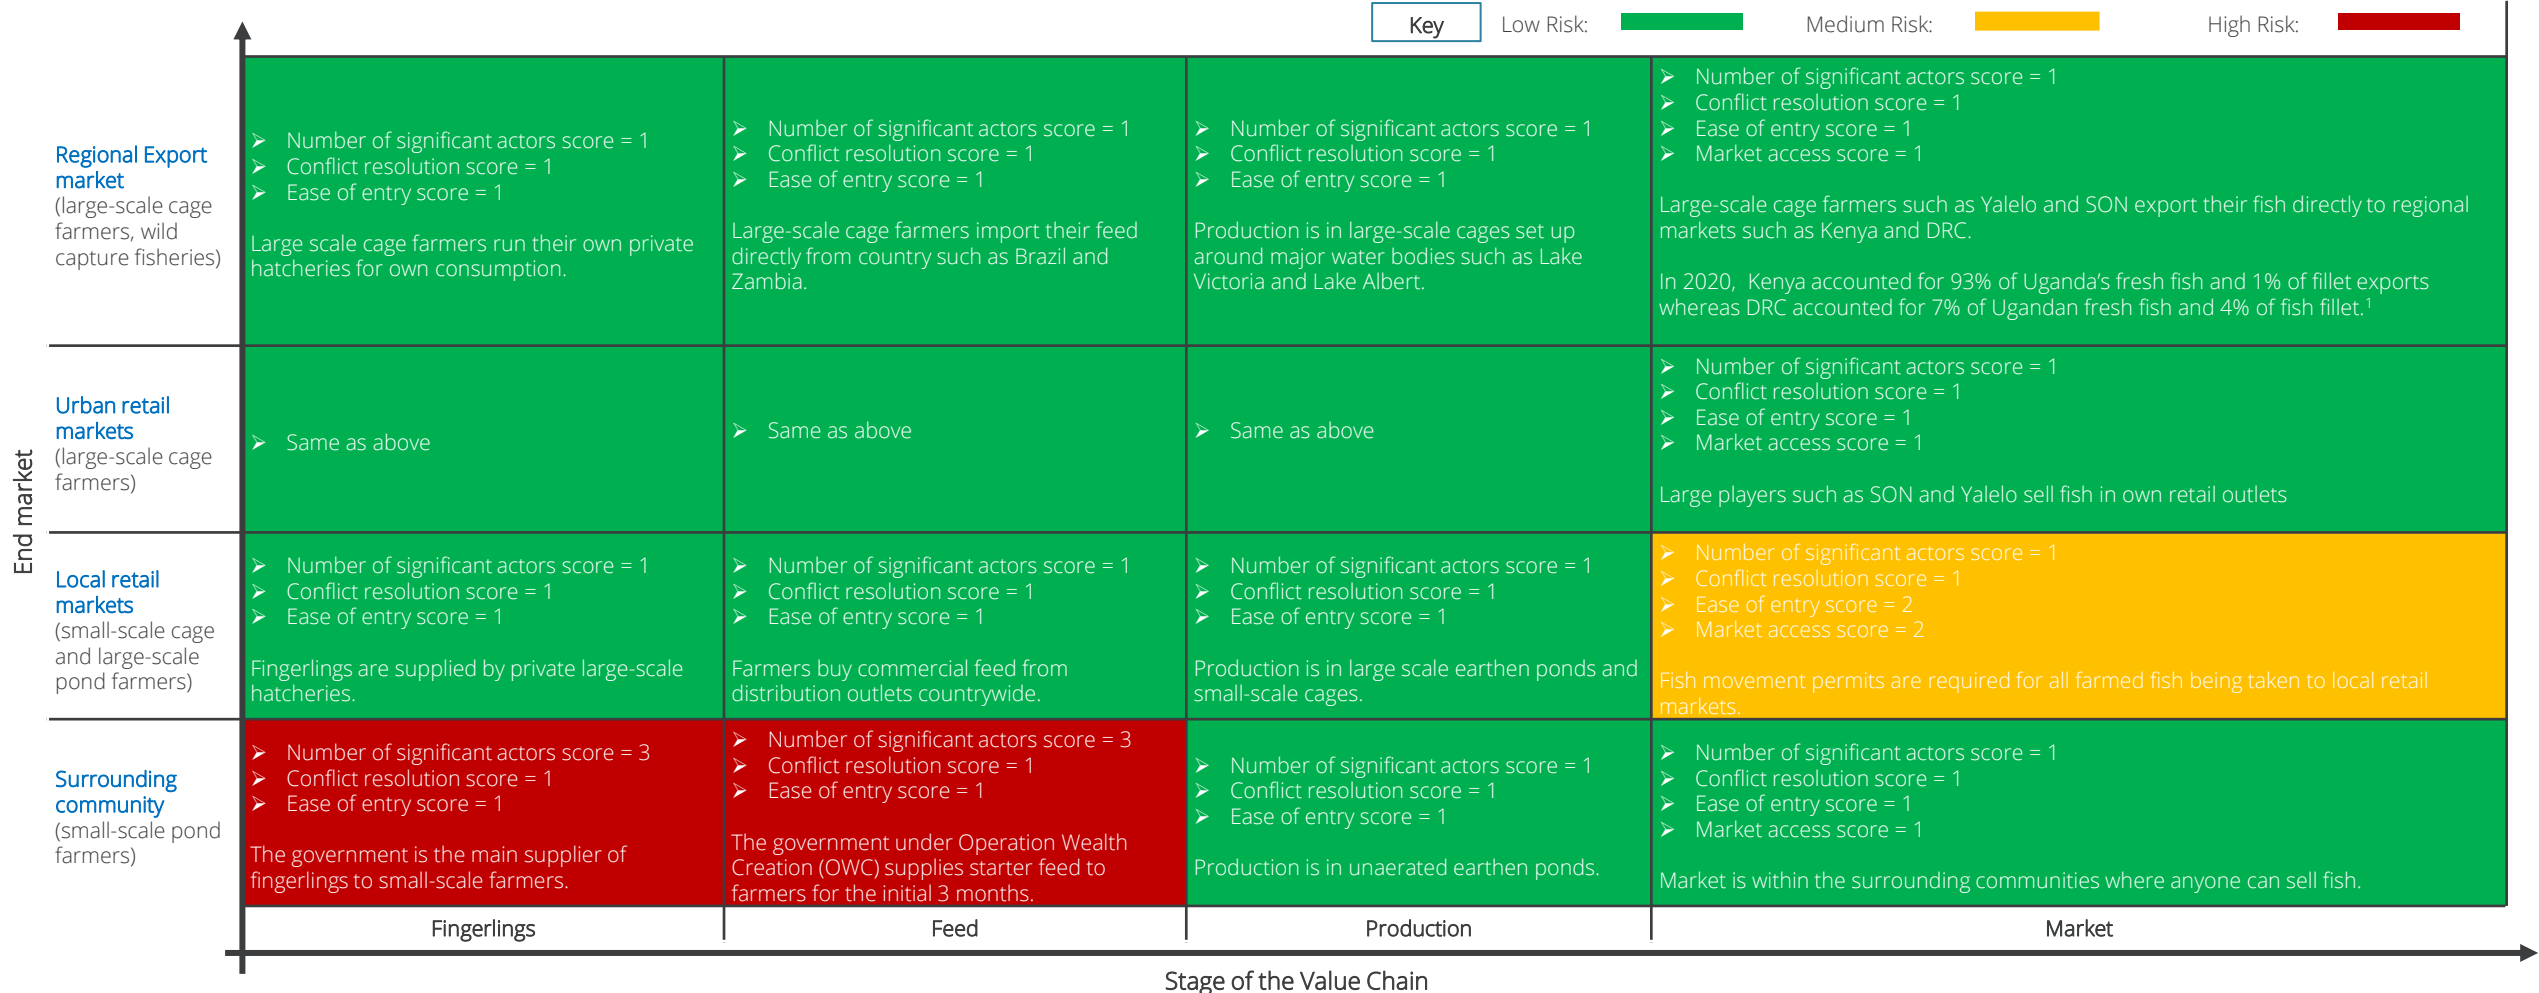 Key
Low Risk:
Medium Risk:
High Risk:
End market
Regional Export
market
(large-scale cage
farmers, wild
capture fisheries)
➢ Number of significant actors score = 1
➢ Conflict resolution score = 1
➢ Ease of entry score = 1
Large scale cage farmers run their own private
hatcheries for own consumption.
➢ Number of significant actors score = 1
➢ Conflict resolution score = 1
➢ Ease of entry score = 1
Large-scale cage farmers import their feed
directly from country such as Brazil and
Zambia.
➢ Number of significant actors score = 1
➢ Conflict resolution score = 1
➢ Ease of entry score = 1
Production is in large-scale cages set up
around major water bodies such as Lake
Victoria and Lake Albert.
➢ Number of significant actors score = 1
➢ Conflict resolution score = 1
➢ Ease of entry score = 1
➢ Market access score = 1
Large-scale cage farmers such as Yalelo and SON export their fish directly to regional
markets such as Kenya and DRC.
In 2020, Kenya accounted for 93% of Uganda’s fresh fish and 1% of fillet exports
whereas DRC accounted for 7% of Ugandan fresh fish and 4% of fish fillet.¹
Urban retail
markets
(large-scale cage
farmers)
➢ Same as above
➢ Same as above
➢ Same as above
➢ Number of significant actors score = 1
➢ Conflict resolution score = 1
➢ Ease of entry score = 1
➢ Market access score = 1
Large players such as SON and Yalelo sell fish in own retail outlets
Local retail
markets
(small-scale cage
and large-scale
pond farmers)
➢ Number of significant actors score = 1
➢ Conflict resolution score = 1
➢ Ease of entry score = 1
Fingerlings are supplied by private large-scale
hatcheries.
➢ Number of significant actors score = 1
➢ Conflict resolution score = 1
➢ Ease of entry score = 1
Farmers buy commercial feed from
distribution outlets countrywide.
➢ Number of significant actors score = 1
➢ Conflict resolution score = 1
➢ Ease of entry score = 1
Production is in large scale earthen ponds and
small-scale cages.
➢ Number of significant actors score = 1
➢ Conflict resolution score = 1
➢ Ease of entry score = 2
➢ Market access score = 2
Fish movement permits are required for all farmed fish being taken to local retail
markets.
Surrounding
community
(small-scale pond
farmers)
➢ Number of significant actors score = 3
➢ Conflict resolution score = 1
➢ Ease of entry score = 1
The government is the main supplier of
fingerlings to small-scale farmers.
➢ Number of significant actors score = 3
➢ Conflict resolution score = 1
➢ Ease of entry score = 1
The government under Operation Wealth
Creation (OWC) supplies starter feed to
farmers for the initial 3 months.
➢ Number of significant actors score = 1
➢ Conflict resolution score = 1
➢ Ease of entry score = 1
Production is in unaerated earthen ponds.
➢ Number of significant actors score = 1
➢ Conflict resolution score = 1
➢ Ease of entry score = 1
➢ Market access score = 1
Market is within the surrounding communities where anyone can sell fish.
Fingerlings
Feed
Production
Market
Stage of the Value Chain